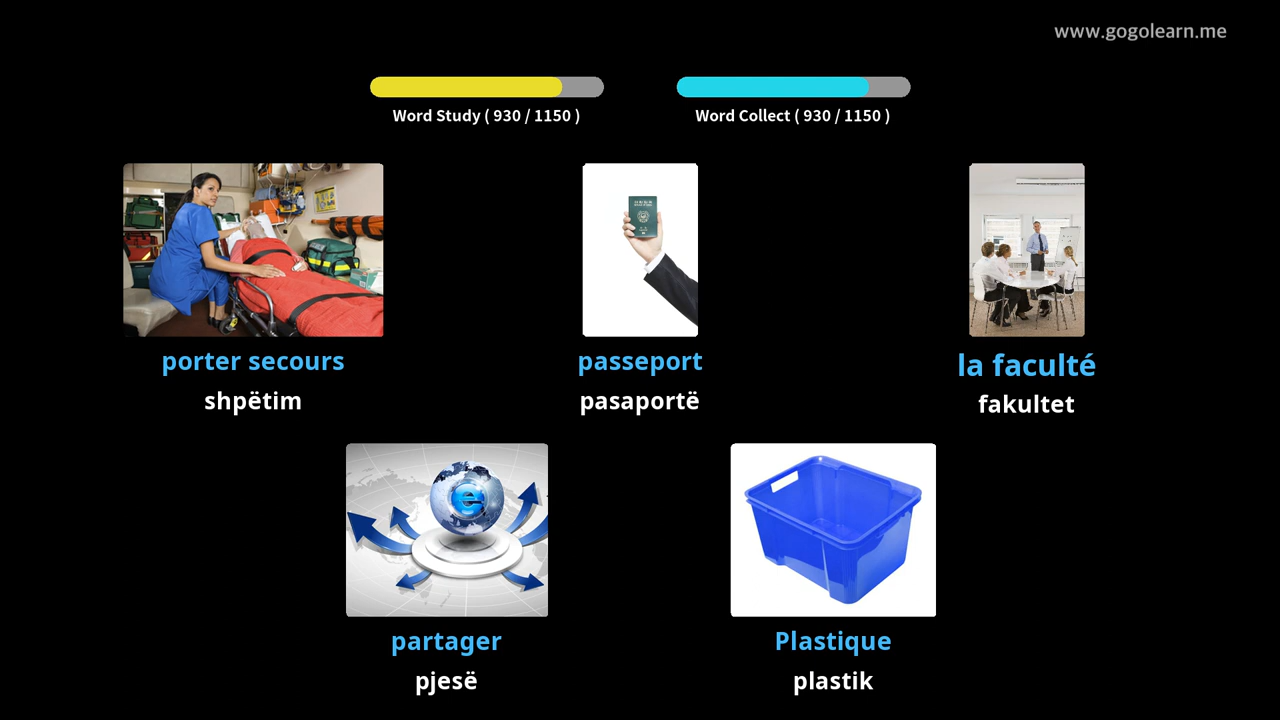 www.gogolearn.me
Word Study ( 930 / 1150 )
Word Collect ( 930 / 1150 )
porter secours
passeport
la faculté
shpëtim
pasaportë
fakultet
e
partager
Plastique
pjesë
plastik